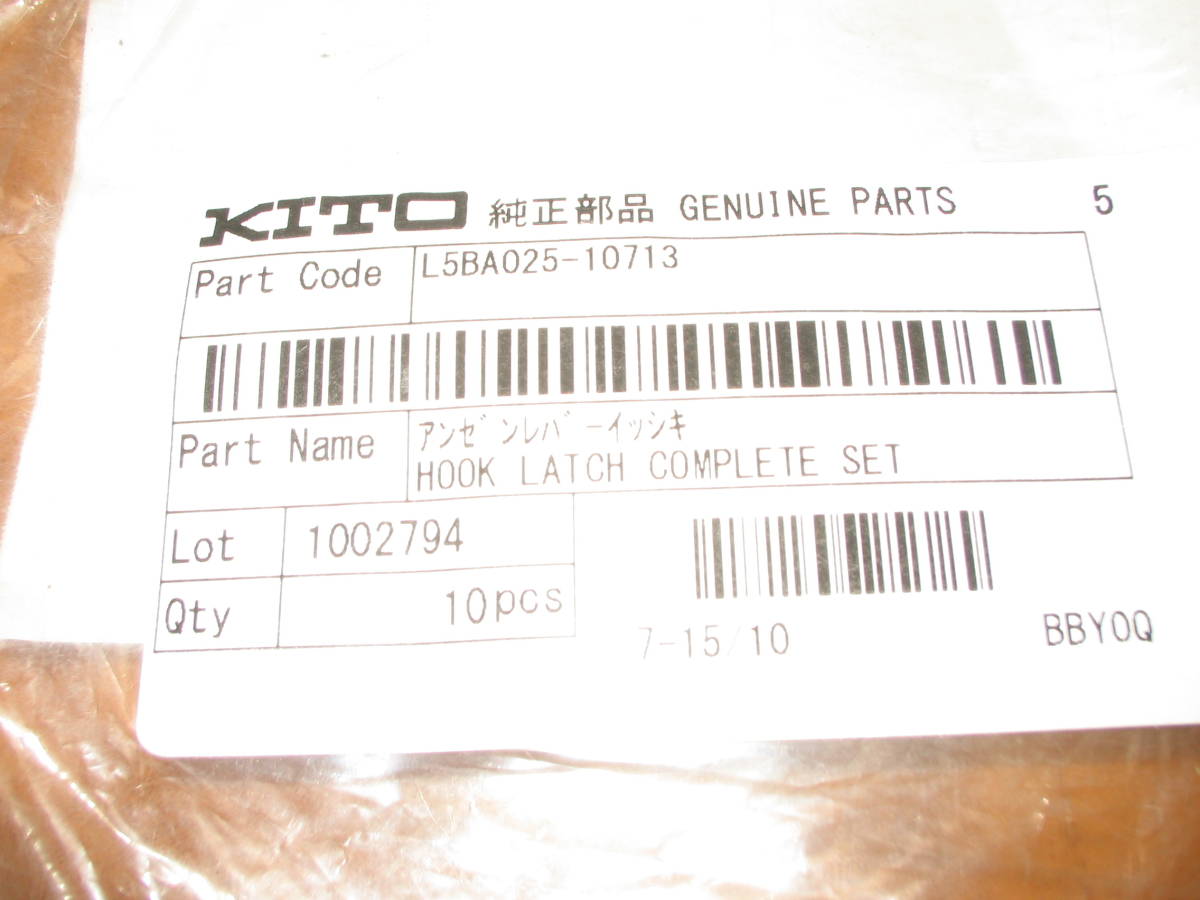 KITO 純正部品 GENUINE PARTS 5
Part Code L5BA025-10713
Part Name ｱﾝｾﾞﾝﾚﾊﾞｰｲｯｼｷ
HOOK LATCH COMPLETE SET
Lot 1002794
Qty 10pcs
7-15/10 BBY0Q